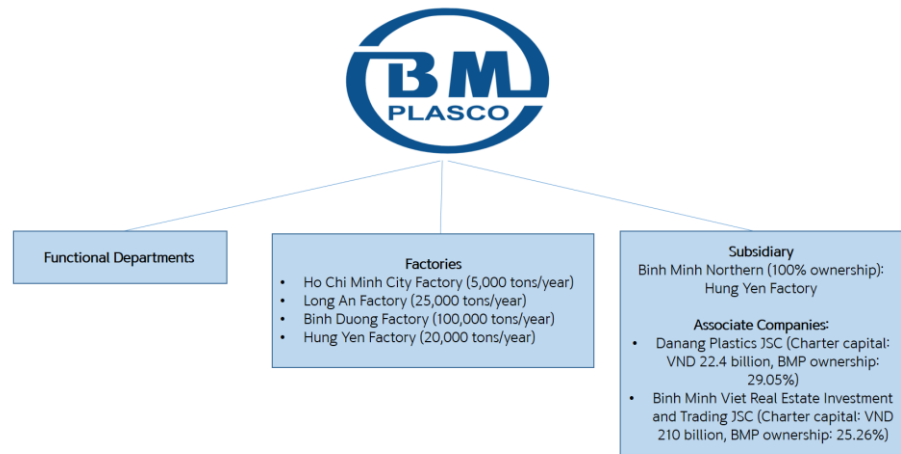 BM
PLASCO
Functional Departments
Factories
• Ho Chi Minh City Factory (5,000 tons/year)
• Long An Factory (25,000 tons/year)
• Binh Duong Factory (100,000 tons/year)
• Hung Yen Factory (20,000 tons/year)
Subsidiary
Binh Minh Northern (100% ownership):
Hung Yen Factory
Associate Companies:
• Danang Plastics JSC (Charter capital:
VND 22.4 billion, BMP ownership:
29.05%)
• Binh Minh Viet Real Estate Investment
and Trading JSC (Charter capital: VND
210 billion, BMP ownership: 25.26%)